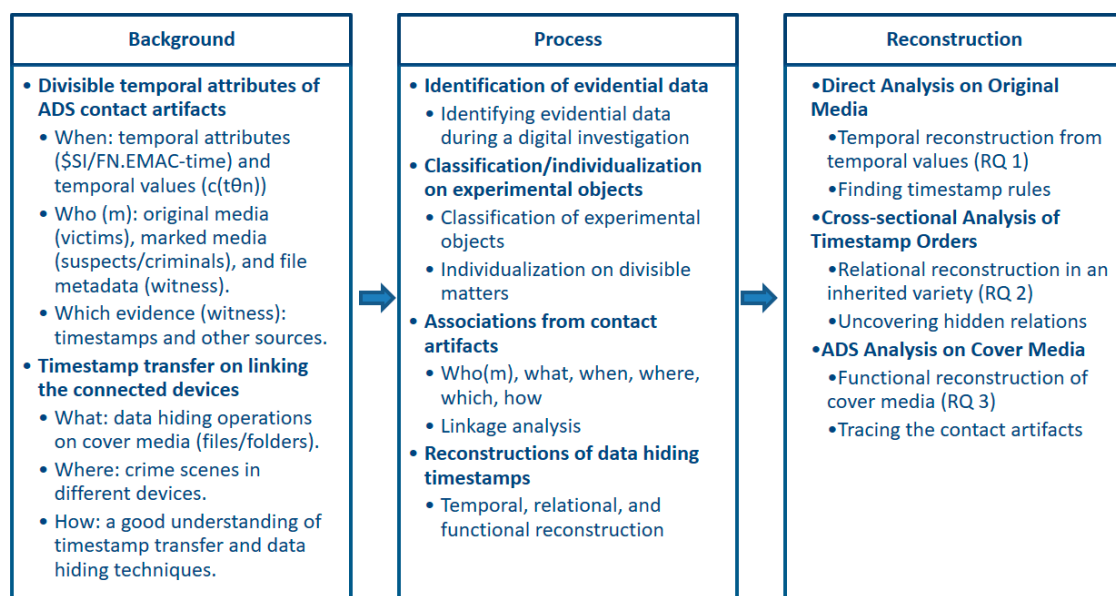 Background
• Divisible temporal attributes of
ADS contact artifacts
• When: temporal attributes
($SI/FN.EMAC-time) and
temporal values (c(tθn))
• Who (m): original media
(victims), marked media
(suspects/criminals), and file
metadata (witness).
• Which evidence (witness):
timestamps and other sources.
• Timestamp transfer on linking
the connected devices
• What: data hiding operations
on cover media (files/folders).
• Where: crime scenes in
different devices.
• How: a good understanding of
timestamp transfer and data
hiding techniques.
Process
• Identification of evidential data
• Identifying evidential data
during a digital investigation
• Classification/individualization
on experimental objects
• Classification of experimental
objects
• Individualization on divisible
matters
• Associations from contact
artifacts
• Who(m), what, when, where,
which, how
• Linkage analysis
• Reconstructions of data hiding
timestamps
• Temporal, relational, and
functional reconstruction
Reconstruction
•Direct Analysis on Original
Media
•Temporal reconstruction from
temporal values (RQ 1)
•Finding timestamp rules
•Cross-sectional Analysis of
Timestamp Orders
•Relational reconstruction in an
inherited variety (RQ 2)
•Uncovering hidden relations
•ADS Analysis on Cover Media
•Functional reconstruction of
cover media (RQ 3)
•Tracing the contact artifacts